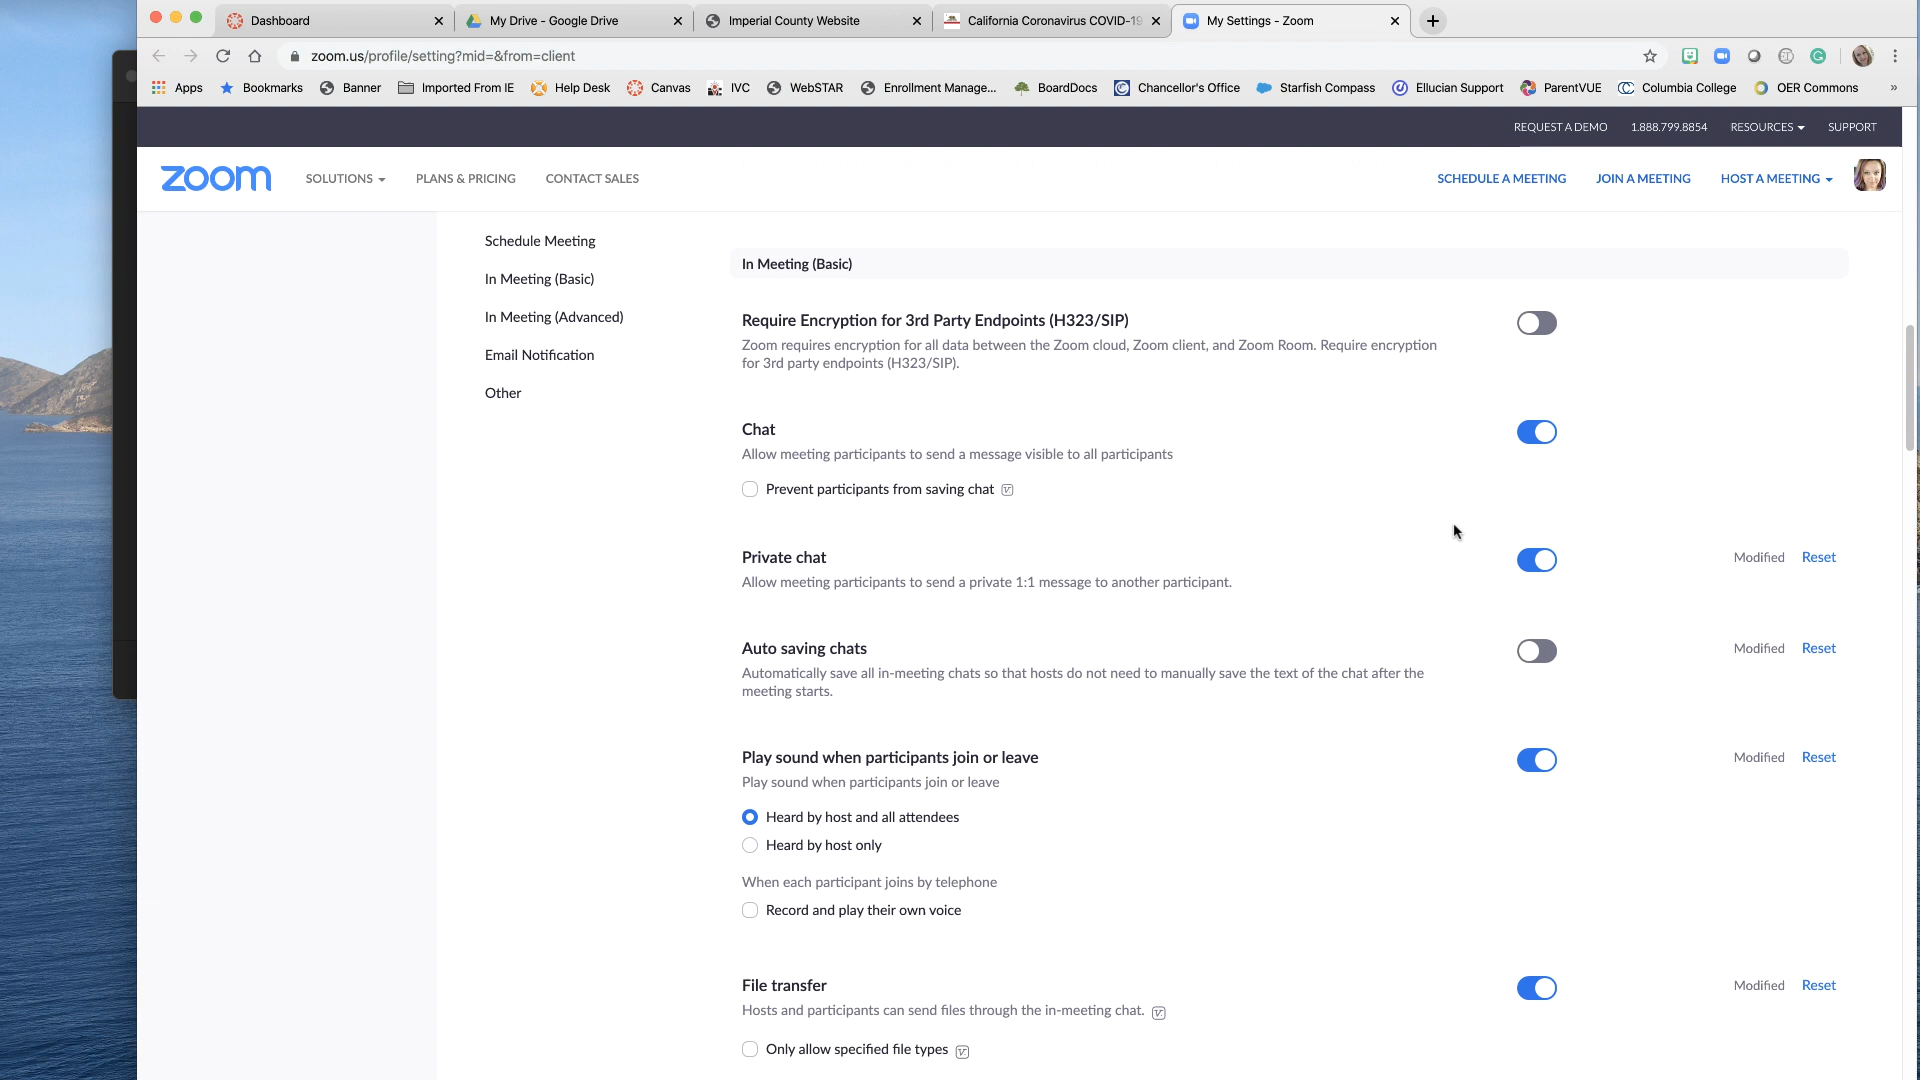 Dashboard
My Drive - Google Drive
Imperial County Website
California Coronavirus COVID-19
My Settings - Zoom
zoom.us/profile/setting?mid=&from=client
Apps
Bookmarks
Banner
Imported From IE
Help Desk
Canvas
IVC
WebSTAR
Enrollment Manage...
BoardDocs
Chancellor's Office
Starfish Compass
Ellucian Support
ParentVUE
Columbia College
OER Commons
»
REQUEST A DEMO
1.888.799.8854
RESOURCES
SUPPORT
zoom
SOLUTIONS
PLANS & PRICING
CONTACT SALES
SCHEDULE A MEETING
JOIN A MEETING
HOST A MEETING
Schedule Meeting
In Meeting (Basic)
In Meeting (Advanced)
Email Notification
Other
In Meeting (Basic)
Require Encryption for 3rd Party Endpoints (H323/SIP)
Zoom requires encryption for all data between the Zoom cloud, Zoom client, and Zoom Room. Require encryption
for 3rd party endpoints (H323/SIP).
Chat
Allow meeting participants to send a message visible to all participants
Prevent participants from saving chat
Private chat
Modified Reset
Allow meeting participants to send a private 1:1 message to another participant.
Auto saving chats
Modified Reset
Automatically save all in-meeting chats so that hosts do not need to manually save the text of the chat after the
meeting starts.
Play sound when participants join or leave
Modified Reset
Play sound when participants join or leave
Heard by host and all attendees
Heard by host only
When each participant joins by telephone
Record and play their own voice
File transfer
Modified Reset
Hosts and participants can send files through the in-meeting chat.
Only allow specified file types